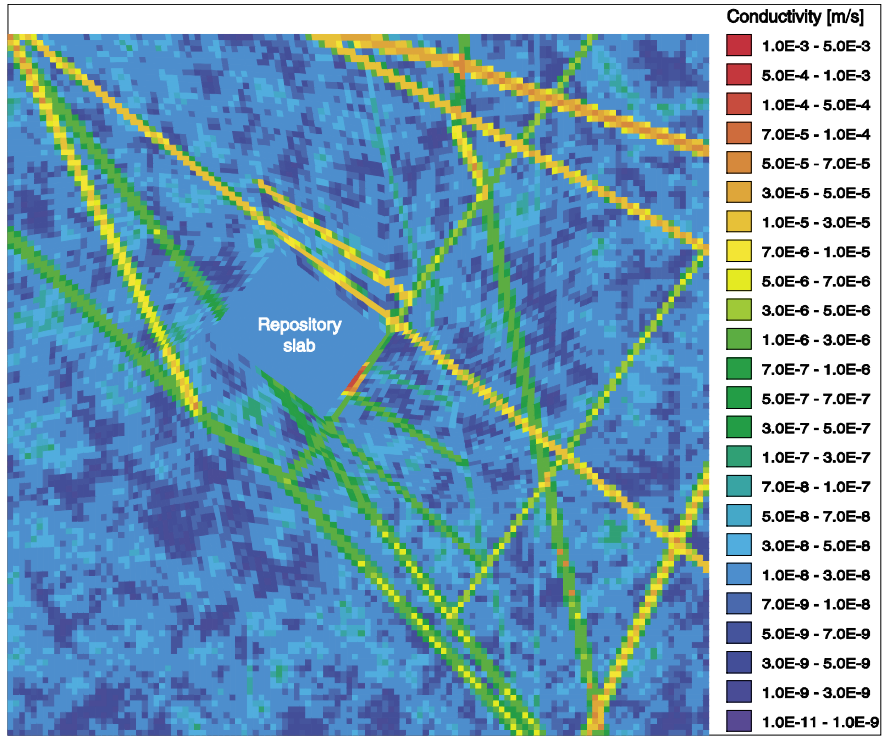 Conductivity [m/s]
1.0E-3 - 5.0E-3
5.0E-4 - 1.0E-3
1.0E-4 - 5.0E-4
7.0E-5 - 1.0E-4
5.0E-5 - 7.0E-5
3.0E-5 - 5.0E-5
1.0E-5 - 3.0E-5
7.0E-6 - 1.0E-5
5.0E-6 - 7.0E-6
3.0E-6 - 5.0E-6
1.0E-6 - 3.0E-6
7.0E-7 - 1.0E-6
5.0E-7 - 7.0E-7
3.0E-7 - 5.0E-7
1.0E-7 - 3.0E-7
7.0E-8 - 1.0E-7
5.0E-8 - 7.0E-8
3.0E-8 - 5.0E-8
1.0E-8 - 3.0E-8
7.0E-9 - 1.0E-8
5.0E-9 - 7.0E-9
3.0E-9 - 5.0E-9
1.0E-9 - 3.0E-9
1.0E-11 - 1.0E-9
Repository
slab